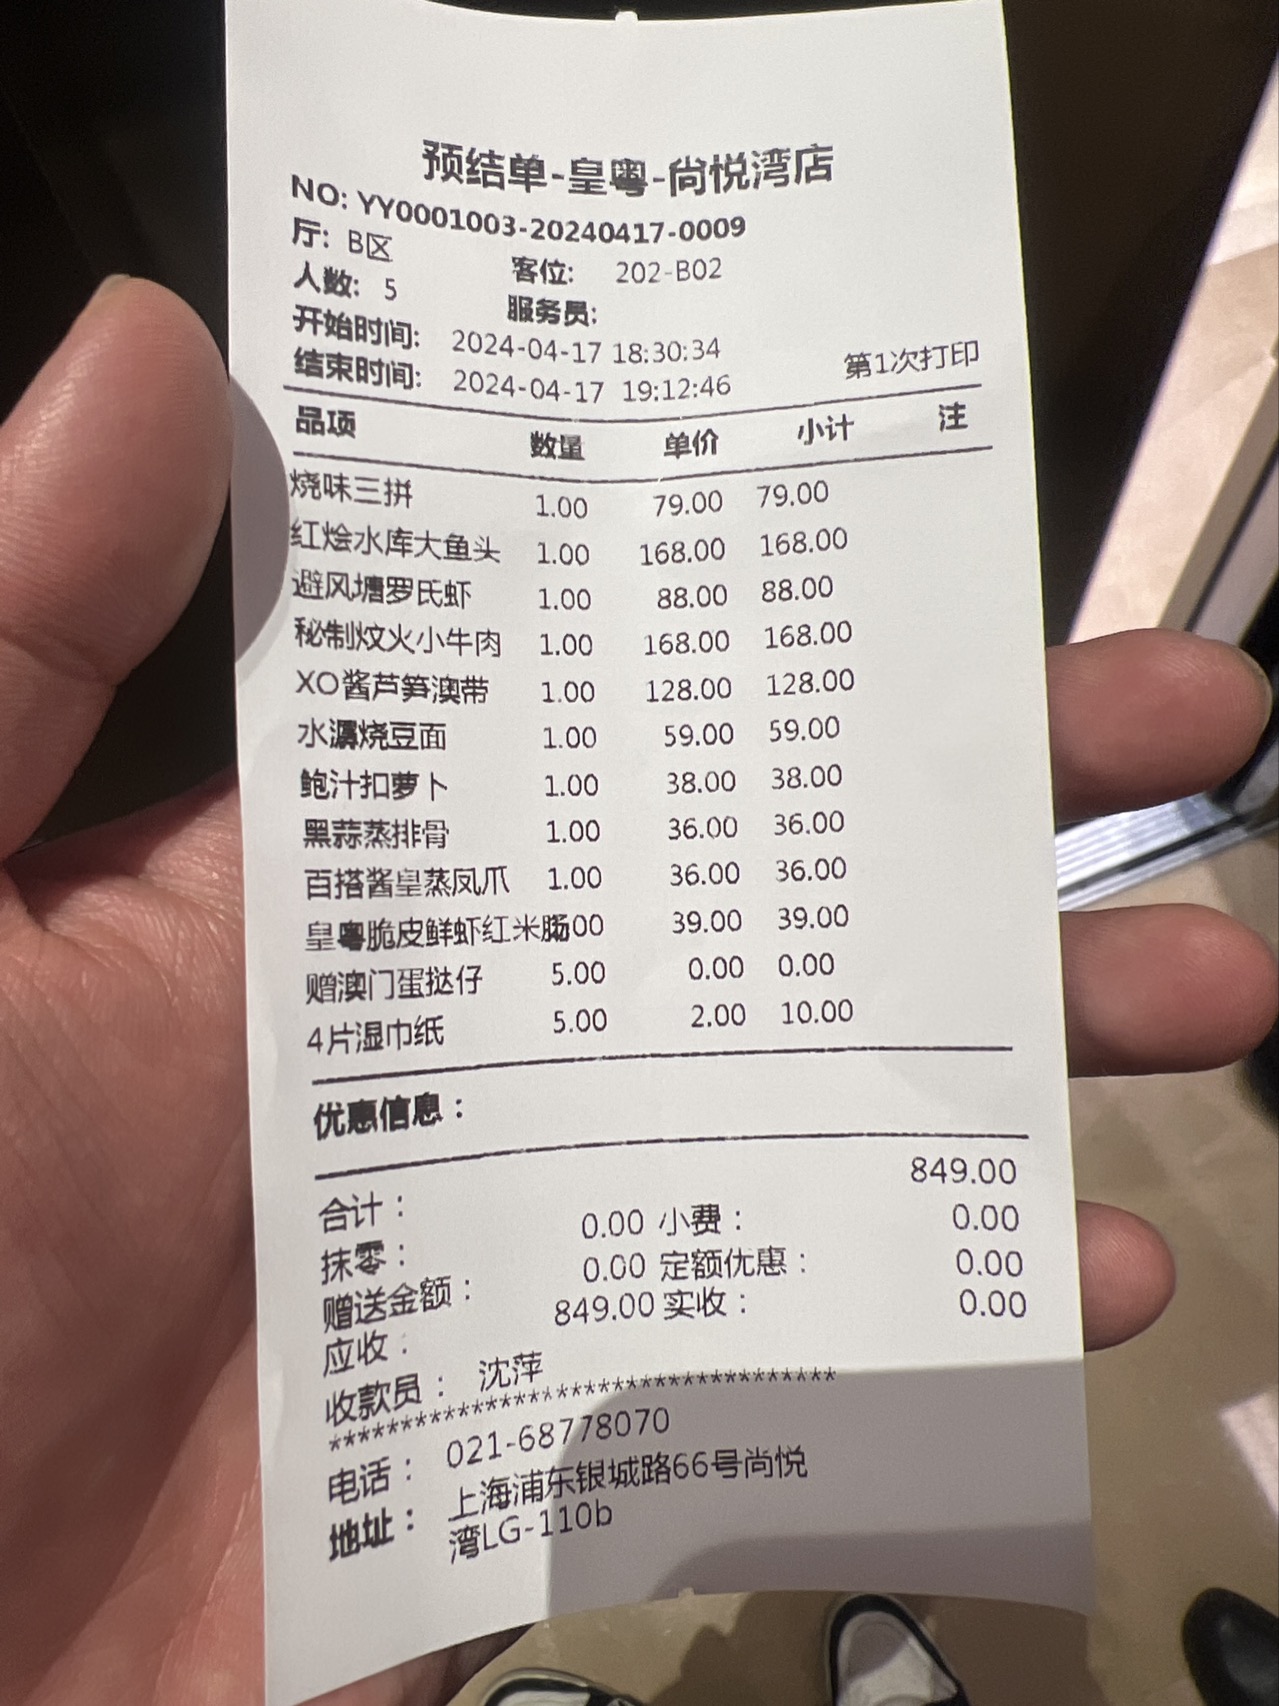 预结单-皇粤-尚悦湾店
NO: YY0001003-20240417-0009
厅: B区 客位: 202-B02
人数: 5 服务员:
开始时间: 2024-04-17 18:30:34
结束时间: 2024-04-17 19:12:46 第1次打印
品项 数量 单价 小计 注
烧味三拼 1.00 79.00 79.00
红烩水库大鱼头 1.00 168.00 168.00
避风塘罗氏虾 1.00 88.00 88.00
秘制炆火小牛肉 1.00 168.00 168.00
XO酱芦笋澳带 1.00 128.00 128.00
水潺烧豆面 1.00 59.00 59.00
鲍汁扣萝卜 1.00 38.00 38.00
黑蒜蒸排骨 1.00 36.00 36.00
百搭酱皇蒸凤爪 1.00 36.00 36.00
皇粤脆皮鲜虾红米肠 1.00 39.00 39.00
赠澳门蛋挞仔 5.00 0.00 0.00
4片湿巾纸 5.00 2.00 10.00
优惠信息：
合计： 849.00
抹零： 0.00 小费： 0.00
赠送金额： 0.00 定额优惠： 0.00
应收： 849.00 实收： 0.00
收款员： 沈萍
************************************
电话： 021-68778070
地址： 上海浦东银城路66号尚悦
湾LG-110b